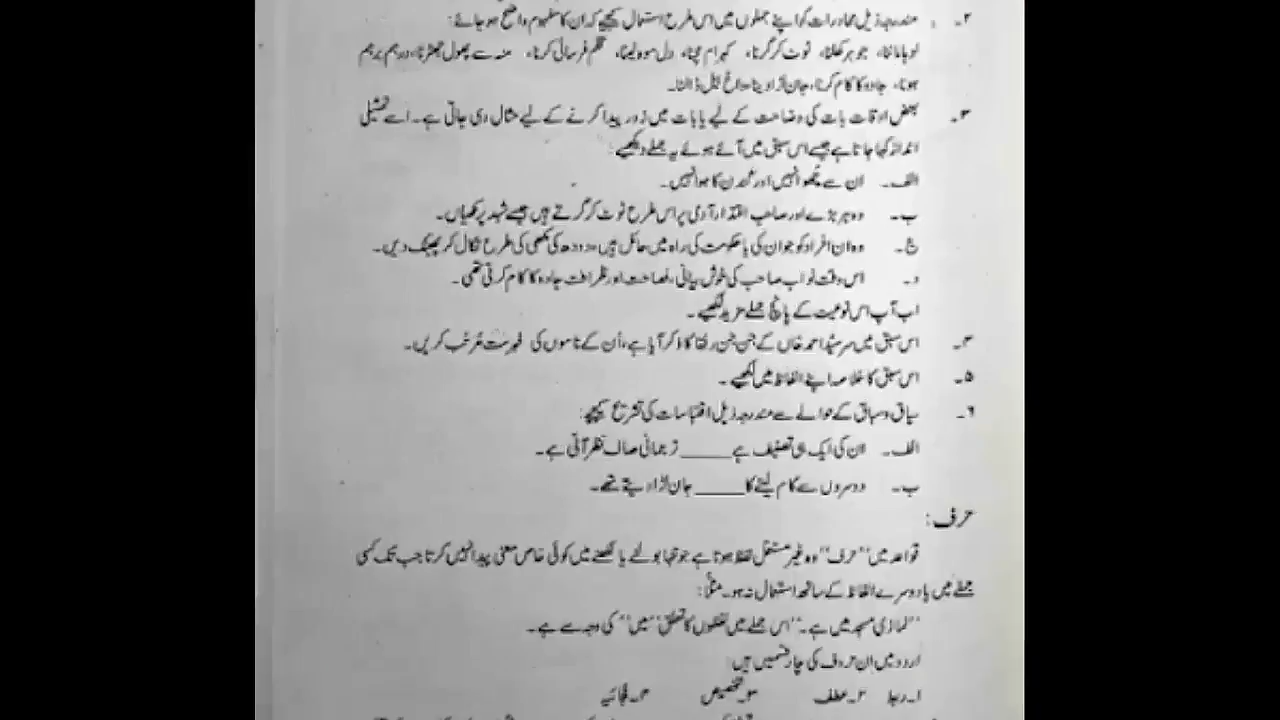 ۲۔ مندرجہ ذیل محاورات کو اپنے جملوں میں اس طرح استعمال کیجیے کہ ان کا مفہوم واضح ہو جائے:
لوہا ماننا، جوہر کھلنا، ٹوٹ کر گرنا، کہرام مچنا، دل موہ لینا، قلم فرسائی کرنا، منہ سے پھول جھڑنا، درہم برہم
ہونا، جادو کا کام کرنا، جان لڑا دینا، داغ بیل ڈالنا۔
۳۔ بعض اوقات بات کی وضاحت کے لیے یا بات میں زور پیدا کرنے کے لیے مثال دی جاتی ہے۔ اسے تمثیلی
انداز کہا جاتا ہے جیسے اس سبق میں آئے ہوئے یہ جملے دیکھیے:
الف۔ ان سے چھوا نہیں اور کندن کا ہوا نہیں۔
ب۔ وہ ہر بڑے اور صاحبِ اقتدار آدمی پر اس طرح ٹوٹ کر گرتے ہیں جیسے شہد پر مکھیاں۔
ج۔ وہ ان افراد کو جو ان کی یا حکومت کی راہ میں حائل ہیں، دودھ کی مکھی کی طرح نکال کر پھینک دیں۔
د۔ اس وقت نواب صاحب کی خوش بیانی، فصاحت اور ظرافت جادو کا کام کرتی تھی۔
اب آپ اس نوعیت کے پانچ جملے مزید لکھیے۔
۴۔ اس سبق میں سرسیّد احمد خاں کے جن جن رفقا کا ذکر آیا ہے، اُن کے ناموں کی فہرست مُرتّب کریں۔
۵۔ اس سبق کا خلاصہ اپنے الفاظ میں لکھیے۔
۶۔ سیاق و سباق کے حوالے سے مندرجہ ذیل اقتباسات کی تشریح کیجیے:
الف۔ ان کی ایک ہی تصنیف ہے _____ ترجمانی صاف نظر آتی ہے۔
ب۔ دوسروں سے کام لینے کا _____ جان لڑا دیتے تھے۔
حرف:
قواعد میں "حرف" وہ غیر مستقل لفظ ہوتا ہے جو تنہا بولنے یا لکھنے میں کوئی خاص معنی پیدا نہیں کرتا جب تک کسی
جملے میں یا دوسرے الفاظ کے ساتھ استعمال نہ ہو۔ مثلاً:
"نمازی مسجد میں ہے۔" اس جملے میں لفظوں کا تعلق "میں" کی وجہ سے ہے۔
اردو میں ان حروف کی چار قسمیں ہیں:
۱۔ ربط ۲۔ عطف ۳۔ تخصیص ۴۔ فجائیہ